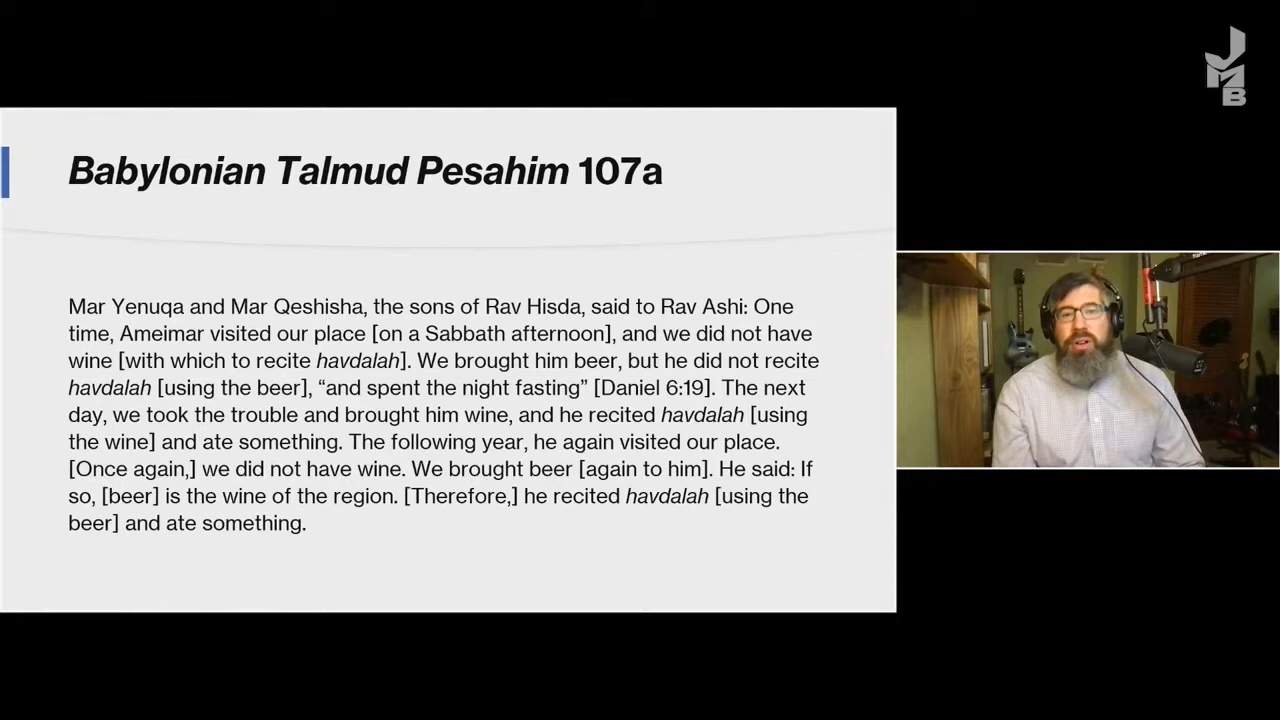 JMB
Babylonian Talmud Pesahim 107a
Mar Yenuqa and Mar Qeshisha, the sons of Rav Hisda, said to Rav Ashi: One
time, Ameimar visited our place [on a Sabbath afternoon], and we did not have
wine [with which to recite havdalah]. We brought him beer, but he did not recite
havdalah [using the beer], “and spent the night fasting” [Daniel 6:19]. The next
day, we took the trouble and brought him wine, and he recited havdalah [using
the wine] and ate something. The following year, he again visited our place.
[Once again,] we did not have wine. We brought beer [again to him]. He said: If
so, [beer] is the wine of the region. [Therefore,] he recited havdalah [using the
beer] and ate something.